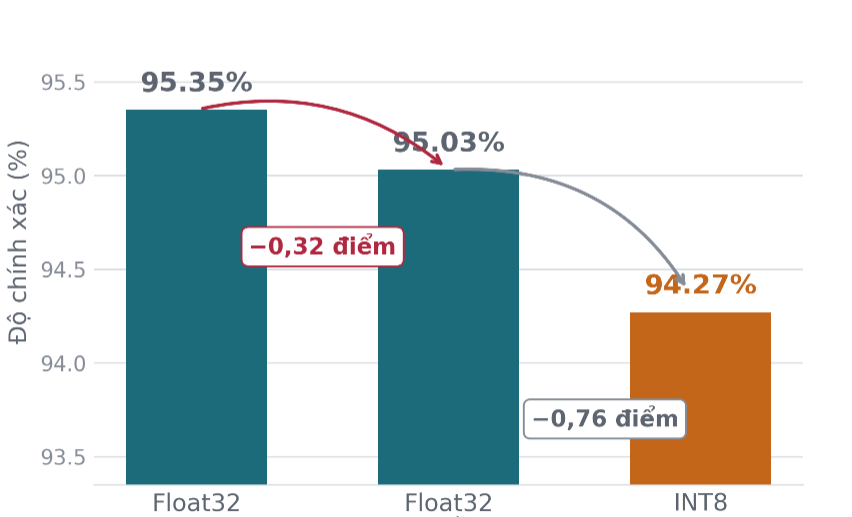 95.5
95.35%
95.03%
95.0
−0,32 điểm
94.5
94.27%
94.0
−0,76 điểm
93.5
Độ chính xác (%)
Float32
Float32
INT8